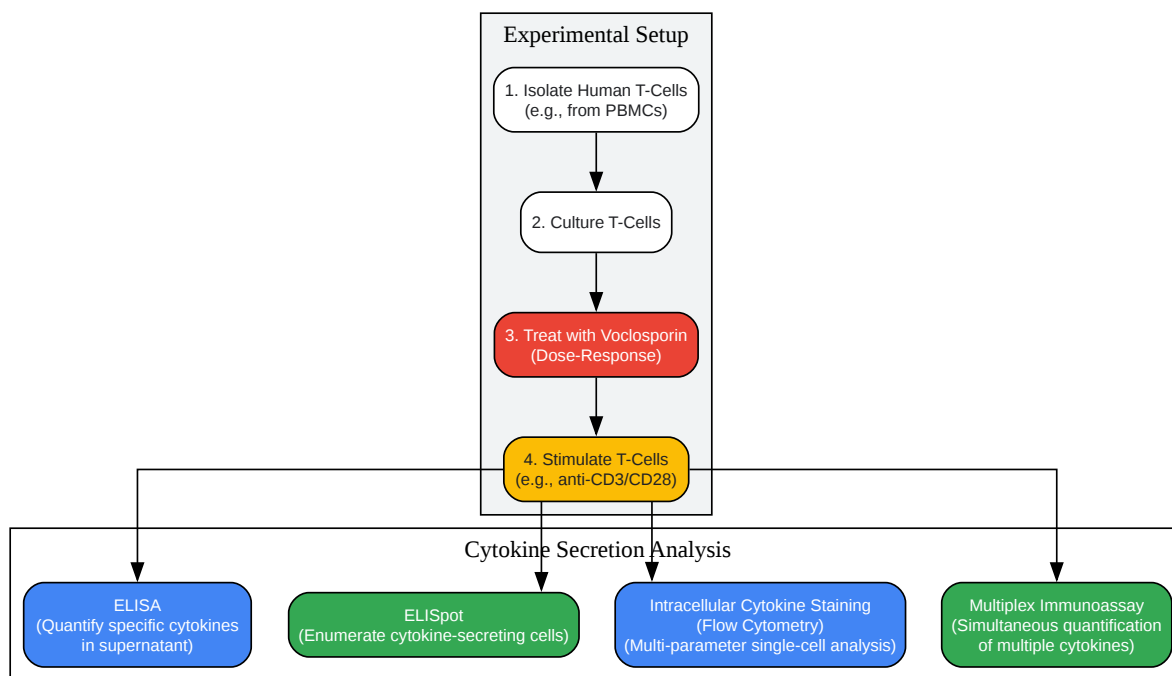 Experimental Setup
1. Isolate Human T-Cells
(e.g., from PBMCs)
2. Culture T-Cells
3. Treat with Voclosporin
(Dose-Response)
4. Stimulate T-Cells
(e.g., anti-CD3/CD28)
Cytokine Secretion Analysis
ELISA
(Quantify specific cytokines
in supernatant)
ELISpot
(Enumerate cytokine-secreting cells)
Intracellular Cytokine Staining
(Flow Cytometry)
(Multi-parameter single-cell analysis)
Multiplex Immunoassay
(Simultaneous quantification
of multiple cytokines)